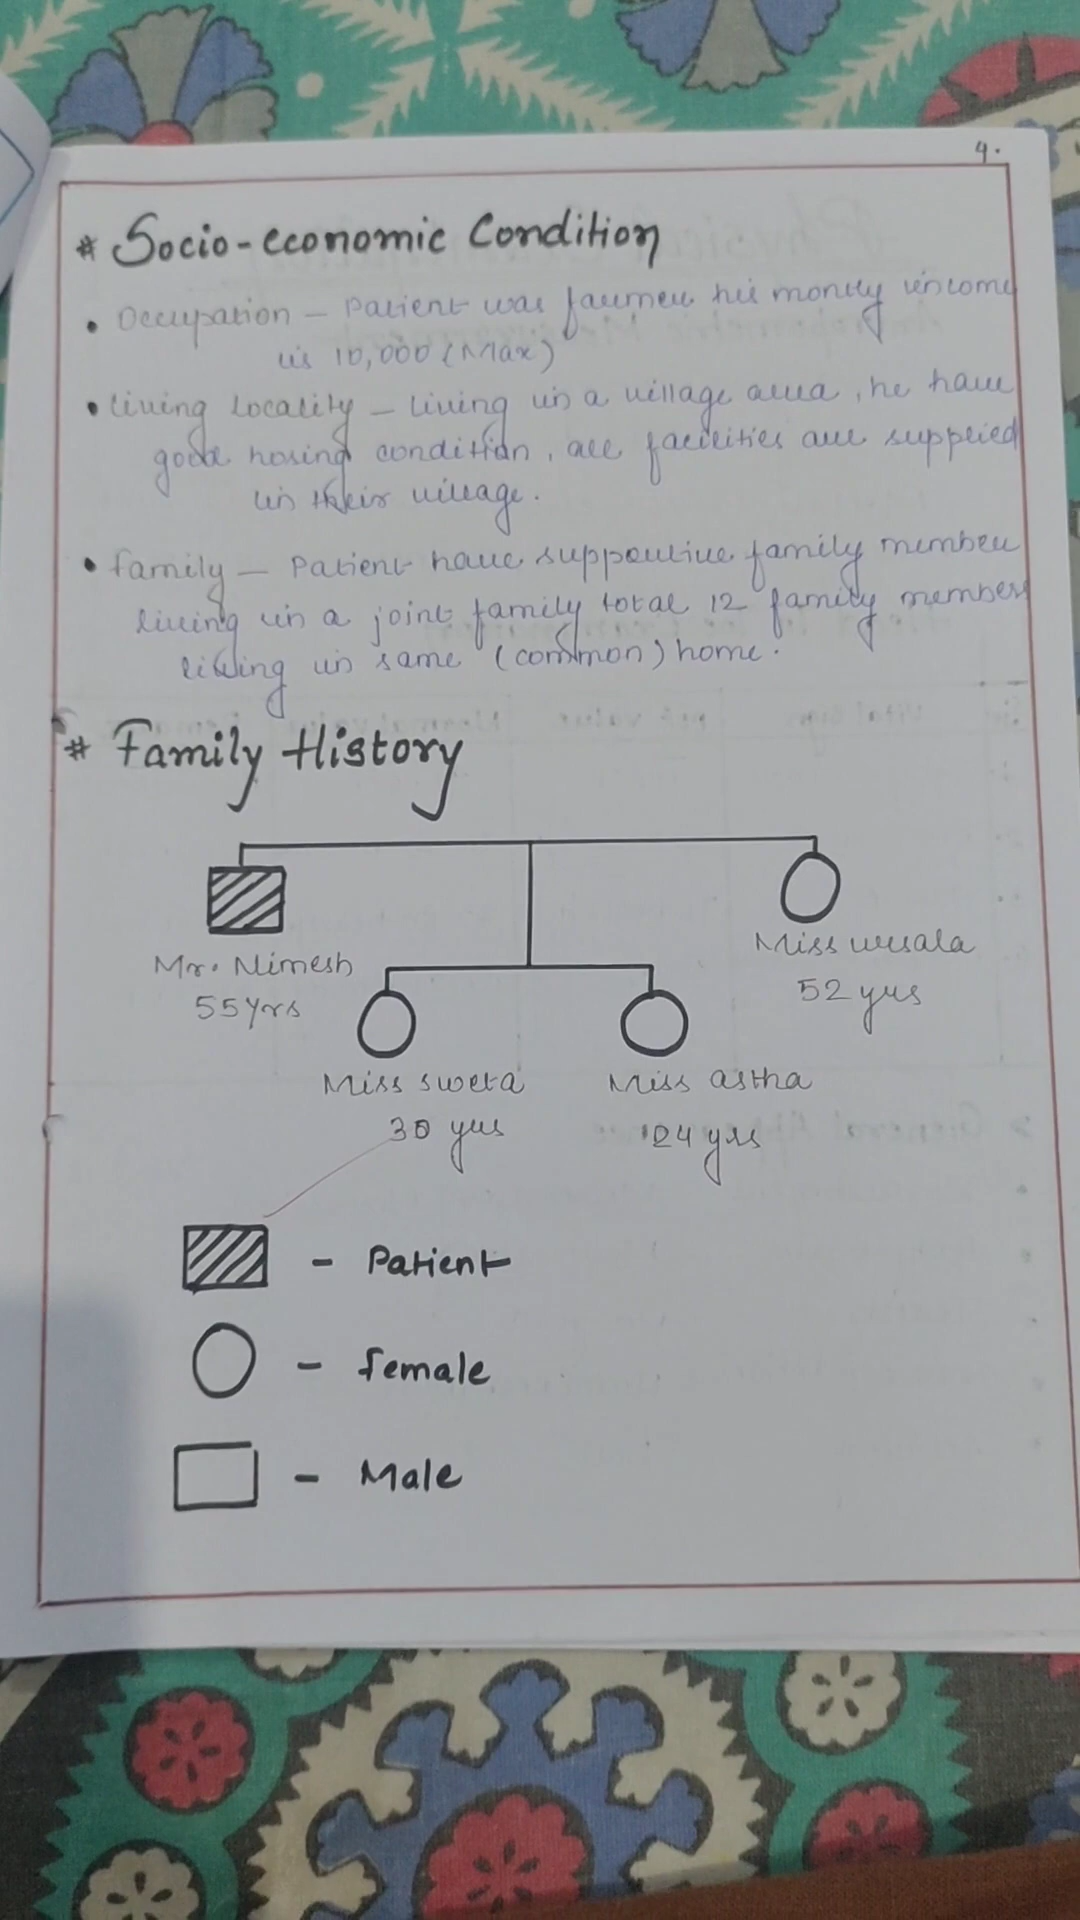 4.
* Socio-economic Condition
• Occupation – Patient was farmer his montly income
is 10,000 (Max)
• living Locality – Living in a village area, he have
good hosing condition, all facilities are supplied
in their village.
• family – Patient have supportive family member
living in a joint family total 12 family members
living in same (common) home.
* Family History
Mr. Nimesh
55 yrs
Miss
52 yrs
Miss sweta
30 yrs
Miss astha
24 yrs
– Patient
– female
– Male